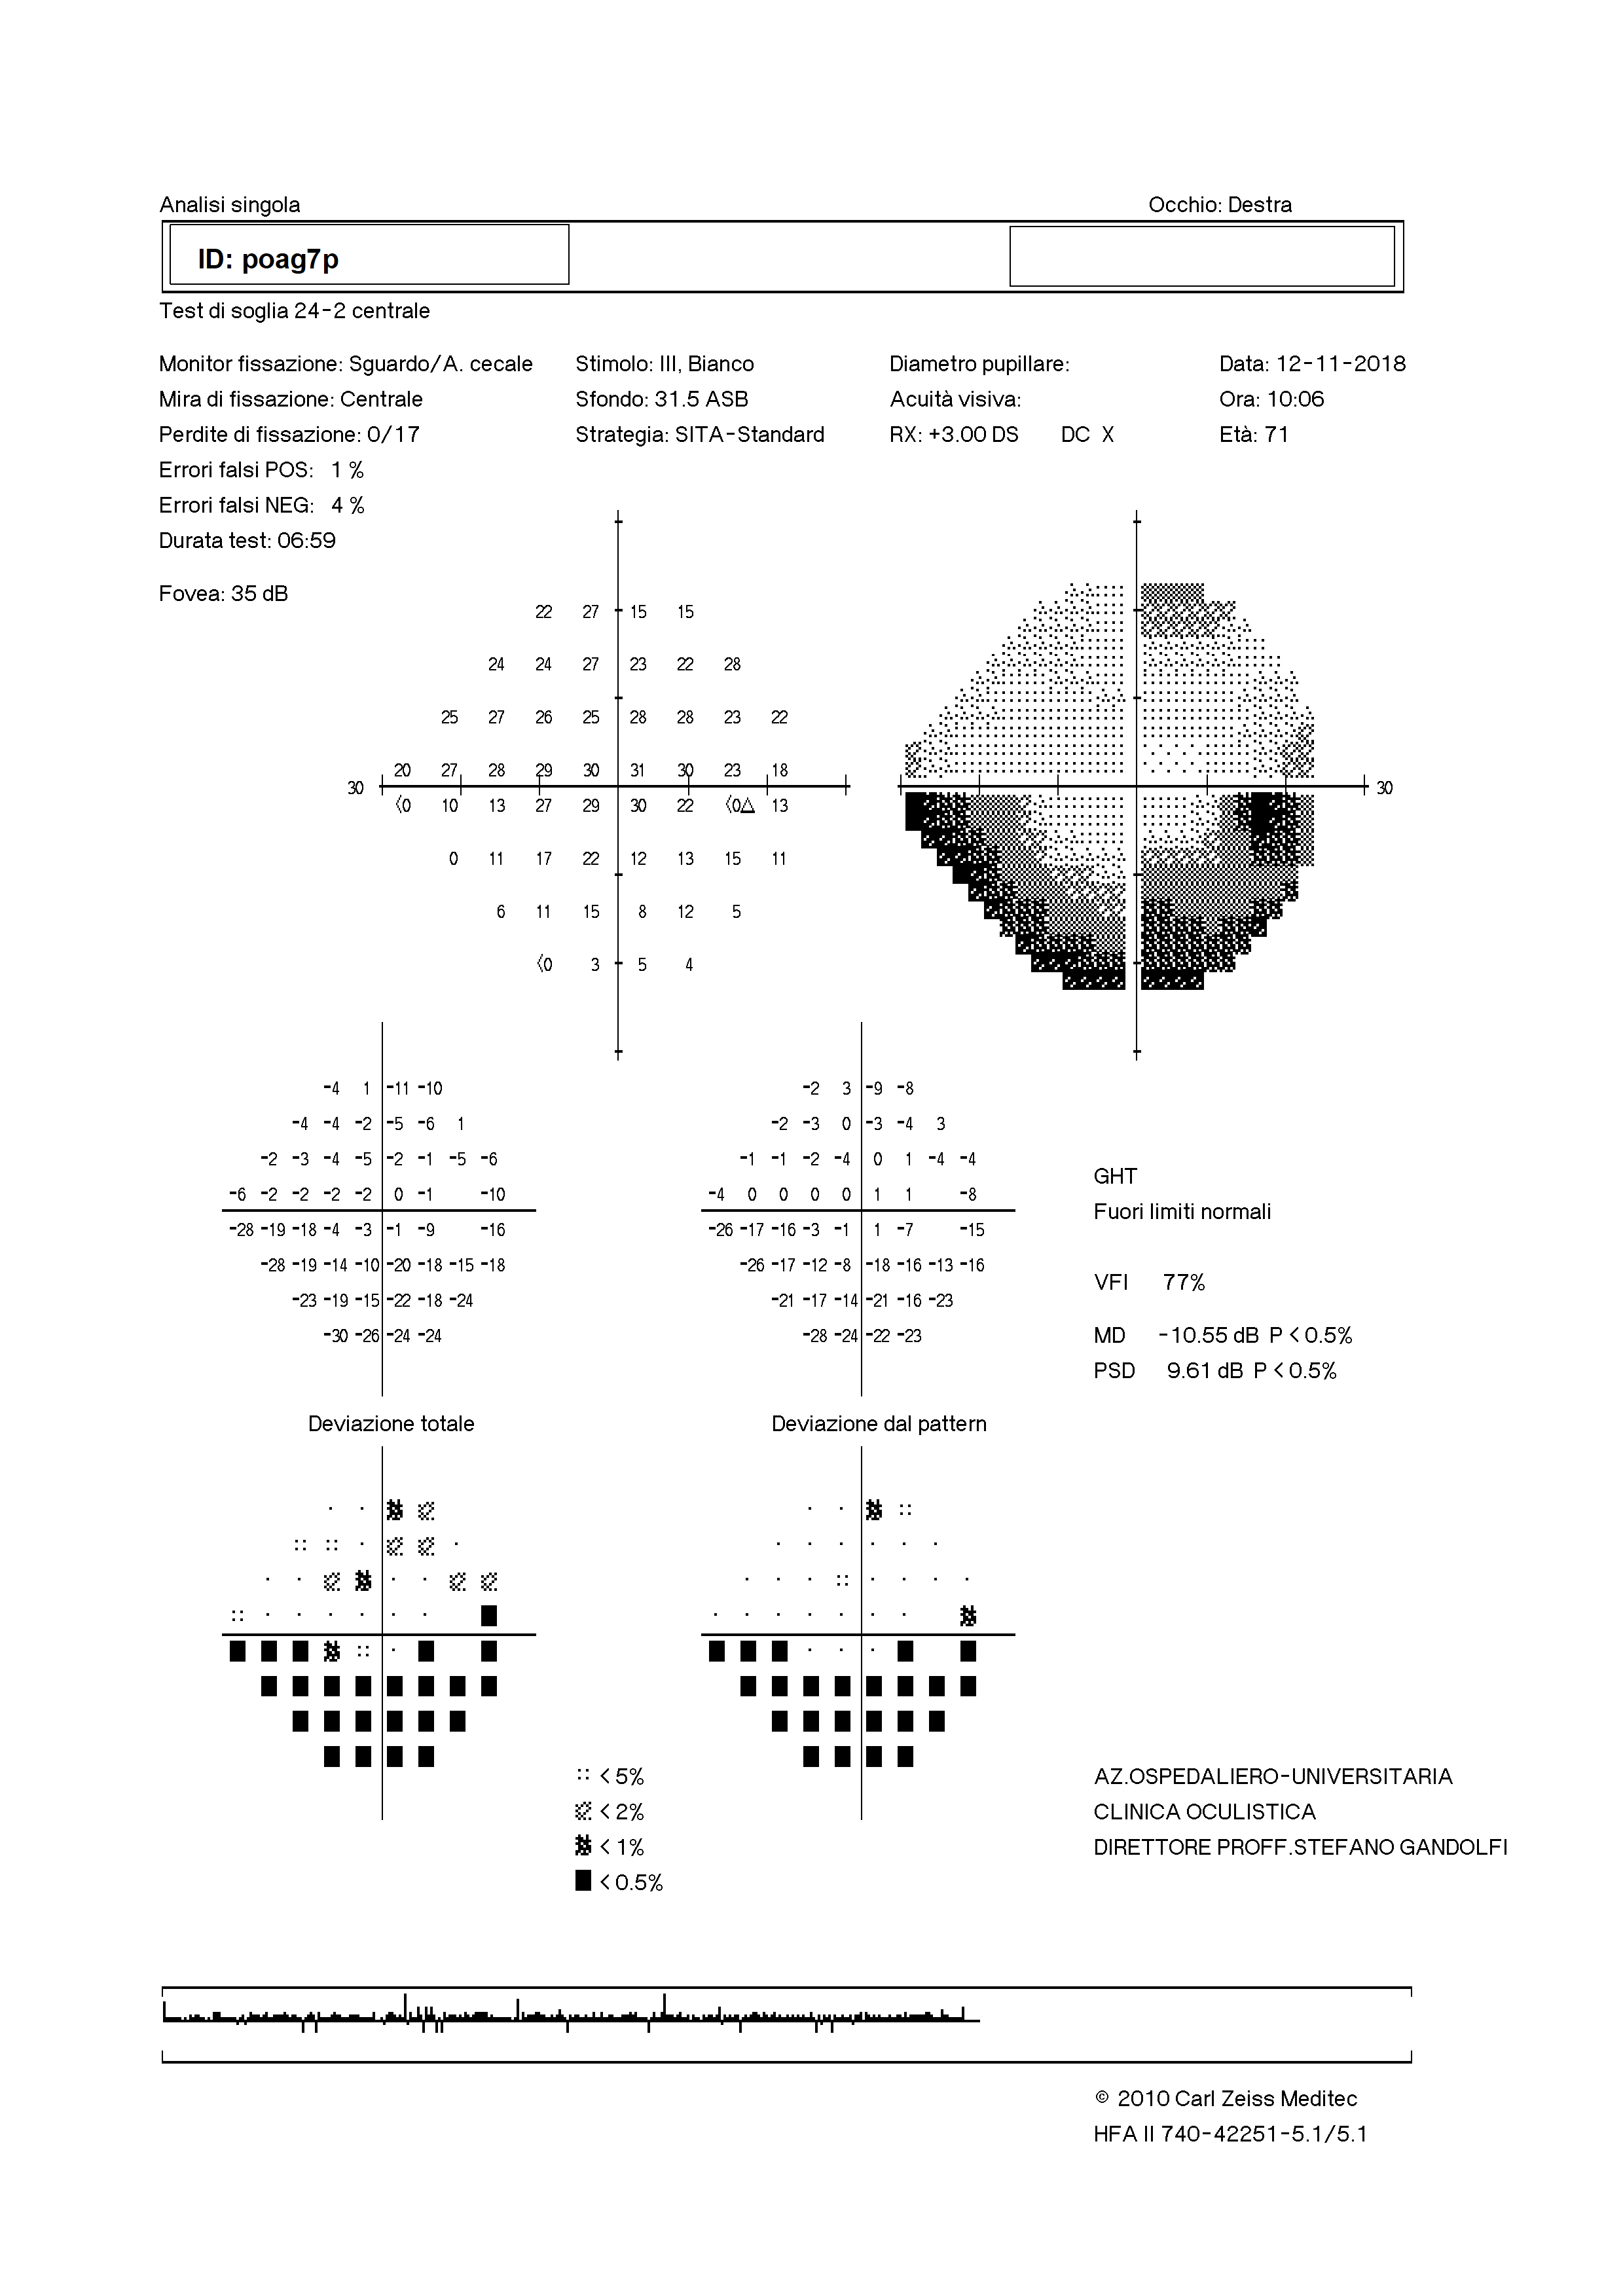 Analisi singola Occhio: Destra
ID: poag7p
Test di soglia 24-2 centrale
Monitor fissazione: Sguardo/A. cecale Stimolo: III, Bianco Diametro pupillare: Data: 12-11-2018
Mira di fissazione: Centrale Sfondo: 31.5 ASB Acuità visiva: Ora: 10:06
Perdite di fissazione: 0/17 Strategia: SITA-Standard RX: +3.00 DS DC X Età: 71
Errori falsi POS: 1 %
Errori falsi NEG: 4 %
Durata test: 06:59
Fovea: 35 dB
22 27 15 15
24 24 27 23 22 28
25 27 26 25 28 28 23 22
20 27 28 29 30 31 30 23 18
30 30
<0 10 13 27 29 30 22 <0△ 13
0 11 17 22 12 13 15 11
6 11 15 8 12 5
<0 3 5 4
-4 1 -11 -10 -2 3 -9 -8
-4 -4 -2 -5 -6 1 -2 -3 0 -3 -4 3
-2 -3 -4 -5 -2 -1 -5 -6 -1 -1 -2 -4 0 1 -4 -4
GHT
-6 -2 -2 -2 -2 0 -1 -10 -4 0 0 0 0 1 1 -8
Fuori limiti normali
-28 -19 -18 -4 -3 -1 -9 -16 -26 -17 -16 -3 -1 1 -7 -15
-28 -19 -14 -10 -20 -18 -15 -18 -26 -17 -12 -8 -18 -16 -13 -16
VFI 77%
-23 -19 -15 -22 -18 -24 -21 -17 -14 -21 -16 -23
-30 -26 -24 -24 -28 -24 -22 -23
MD -10.55 dB P < 0.5%
PSD 9.61 dB P < 0.5%
Deviazione totale Deviazione dal pattern
< 5%
< 2%
< 1%
< 0.5%
AZ.OSPEDALIERO-UNIVERSITARIA
CLINICA OCULISTICA
DIRETTORE PROFF.STEFANO GANDOLFI
© 2010 Carl Zeiss Meditec
HFA II 740-42251-5.1/5.1